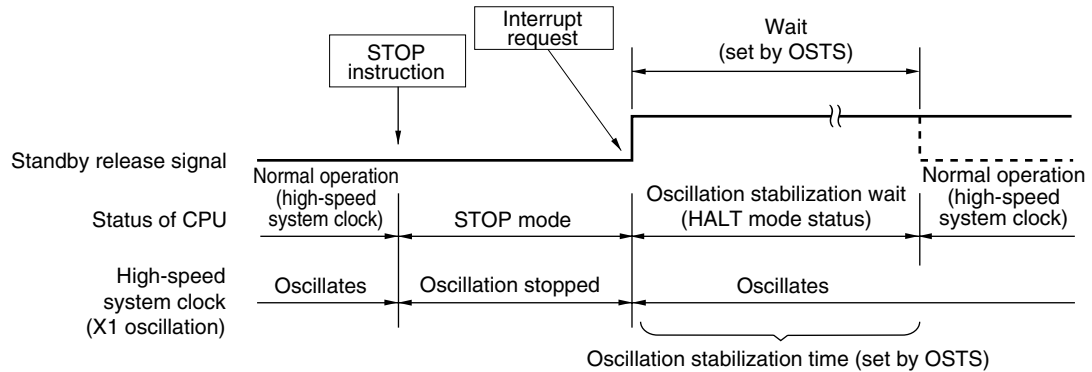 Interrupt
request
STOP
instruction
Wait
(set by OSTS)
Standby release signal
Normal operation
(high-speed
system clock)
Normal operation
(high-speed
system clock)
Status of CPU
STOP mode
Oscillation stabilization wait
(HALT mode status)
High-speed
system clock
(X1 oscillation)
Oscillates
Oscillation stopped
Oscillates
Oscillation stabilization time (set by OSTS)